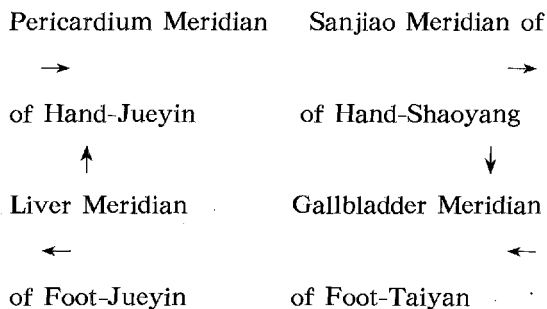 Pericardium Meridian Sanjiao Meridian of
→ →
of Hand-Jueyin of Hand-Shaoyang
↑ ↓
Liver Meridian Gallbladder Meridian
← ←
of Foot-Jueyin of Foot-Taiyan